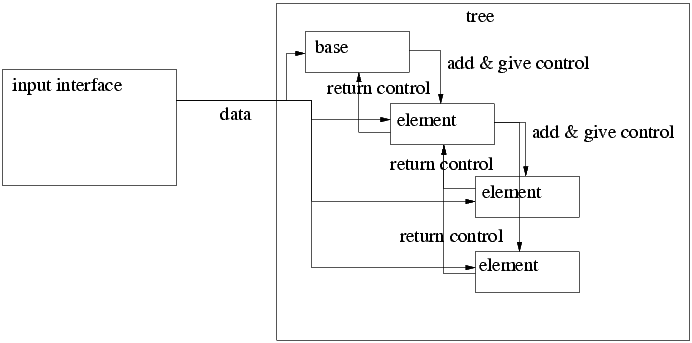 tree
base
input interface
add & give control
return control
data
element
add & give control
return control
element
return control
element